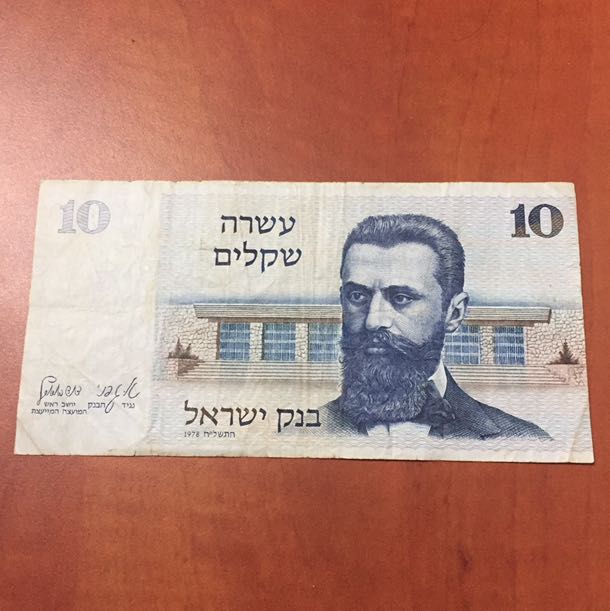 10
עשרה
שקלים
10
נגיד הבנק יושב ראש
המועצה המייעצת
בנק ישראל
התשל"ח 1978